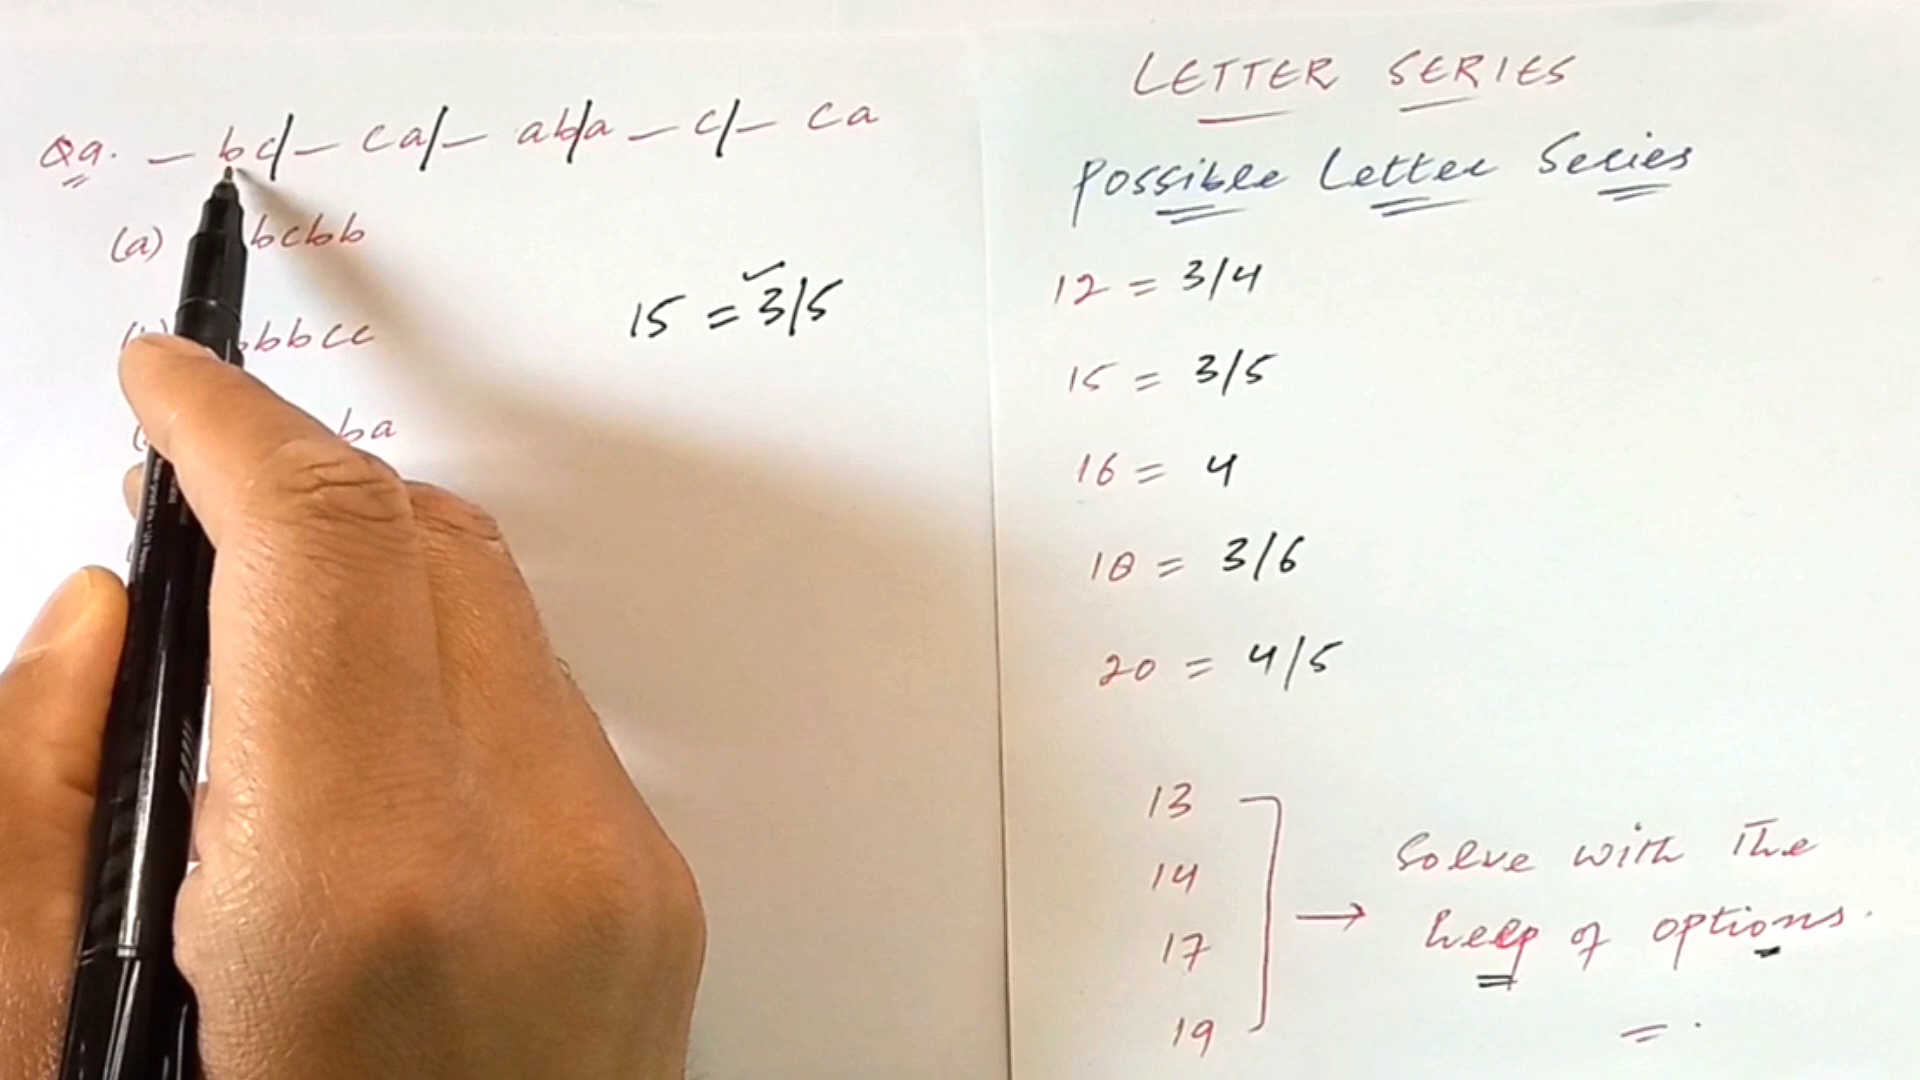 Q9. _ bc/_ ca/_ _ ab/a _ c/_ ca
(a) bcbb
bbbcc
ba
15 = 3/5
LETTER SERIES
Possible Letter Series
12 = 3/4
15 = 3/5
16 = 4
18 = 3/6
20 = 4/5
13
14
17
19
Solve with the
help of options.